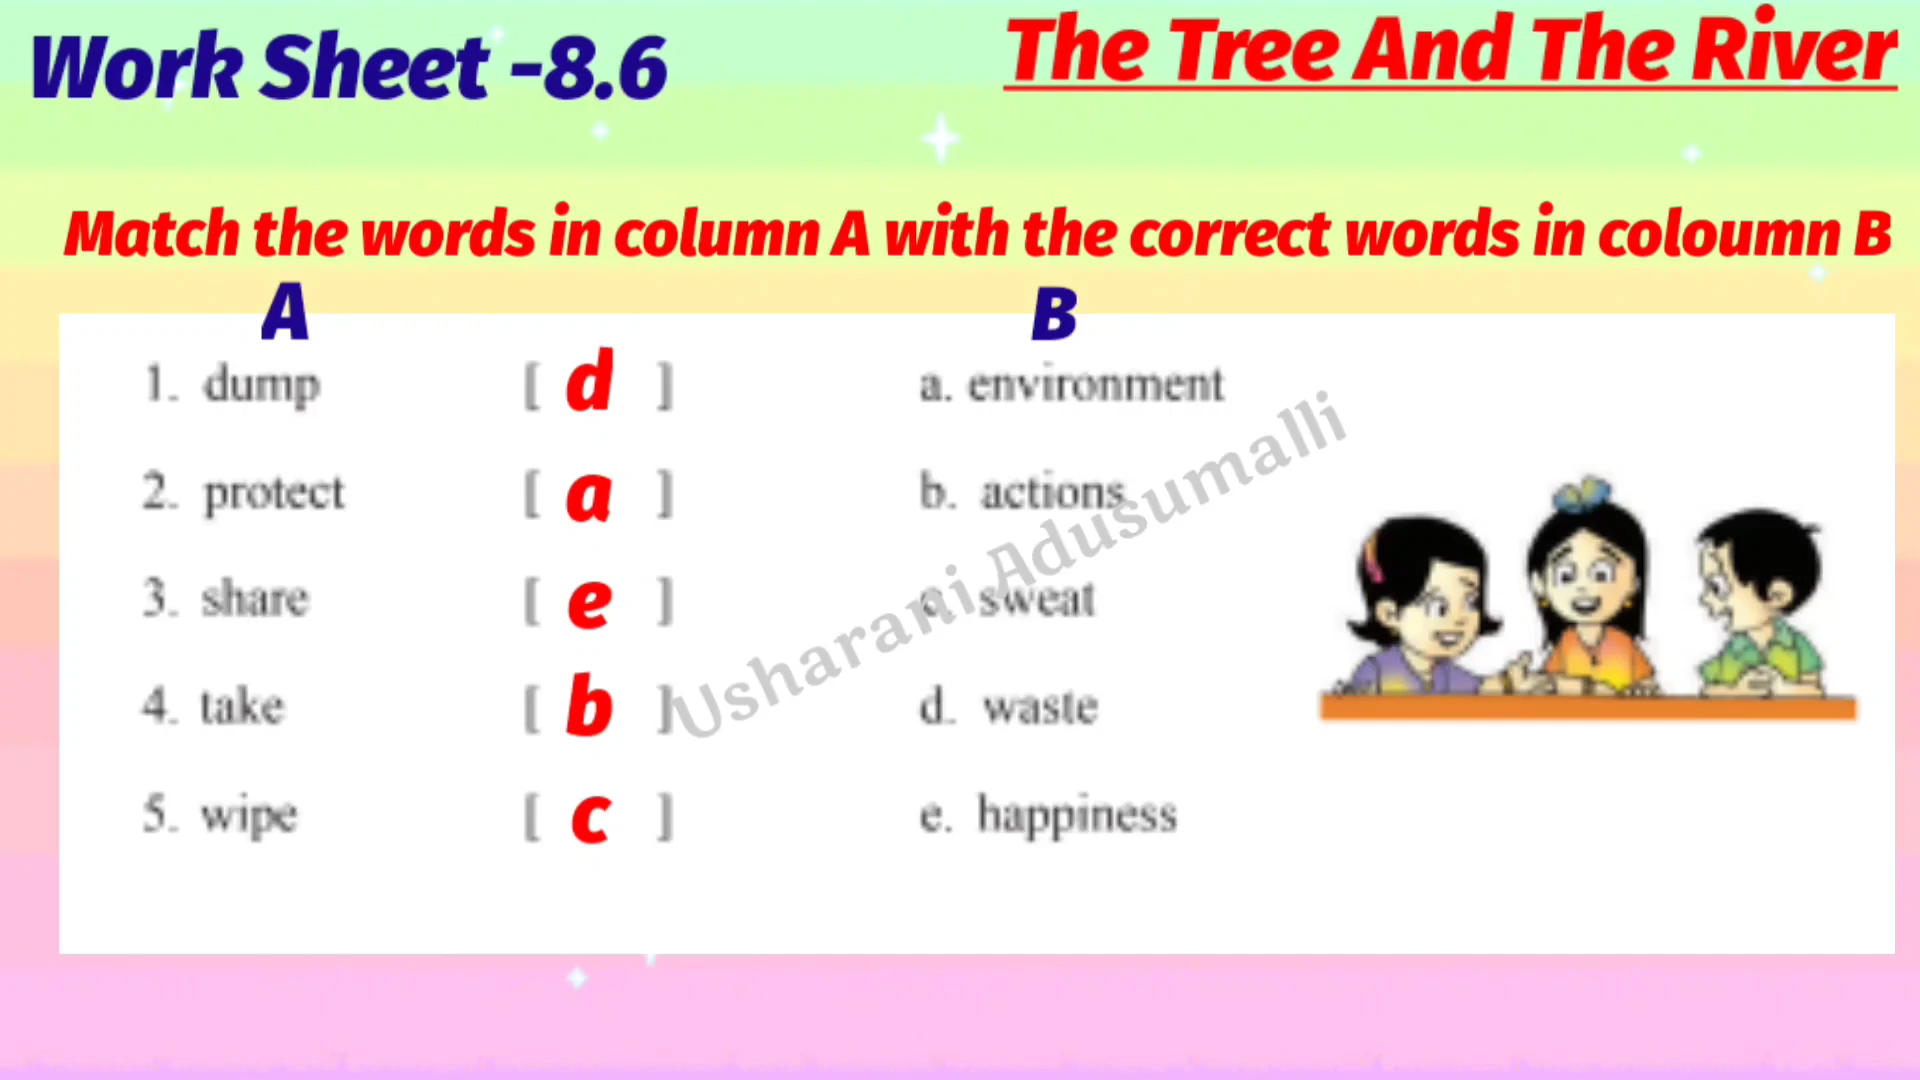 Work Sheet -8.6
The Tree And The River
Match the words in column A with the correct words in coloumn B
A B
1. dump [ d ] a. environment
2. protect [ a ] b. actions
3. share [ e ] c. sweat
4. take [ b ] d. waste
5. wipe [ c ] e. happiness
Usharani Adusumalli